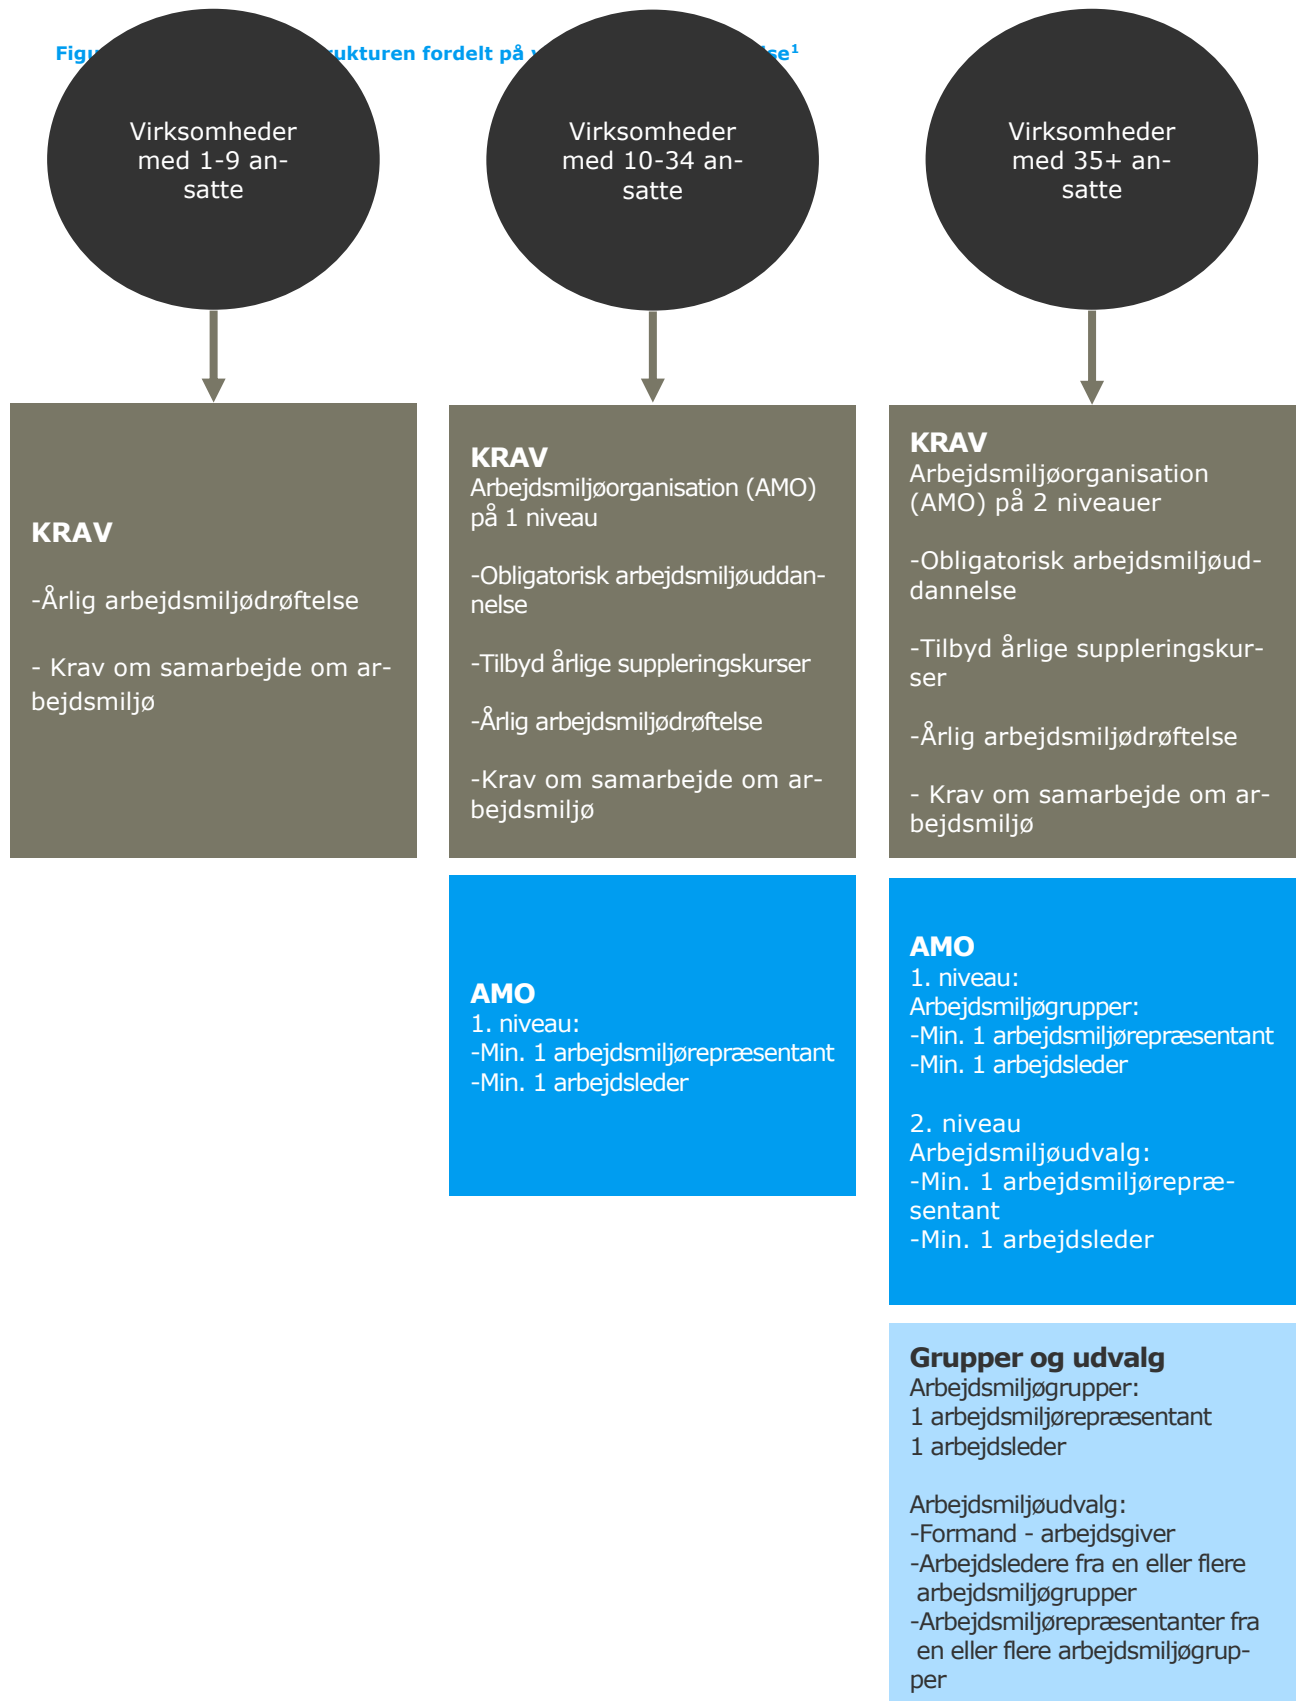 rukturen fordelt på
se¹
Virksomheder
med 1-9 an-
satte
KRAV
-Årlig arbejdsmiljødrøftelse
- Krav om samarbejde om ar-
bejdsmiljø
Virksomheder
med 10-34 an-
satte
KRAV
Arbejdsmiljøorganisation (AMO)
på 1 niveau
-Obligatorisk arbejdsmiljøuddan-
nelse
-Tilbyd årlige suppleringskurser
-Årlig arbejdsmiljødrøftelse
-Krav om samarbejde om ar-
bejdsmiljø
AMO
1. niveau:
-Min. 1 arbejdsmiljørepræsentant
-Min. 1 arbejdsleder
Virksomheder
med 35+ an-
satte
KRAV
Arbejdsmiljøorganisation
(AMO) på 2 niveauer
-Obligatorisk arbejdsmiljøud-
dannelse
-Tilbyd årlige suppleringskur-
ser
-Årlig arbejdsmiljødrøftelse
- Krav om samarbejde om ar-
bejdsmiljø
AMO
1. niveau:
Arbejdsmiljøgrupper:
-Min. 1 arbejdsmiljørepræsentant
-Min. 1 arbejdsleder
2. niveau
Arbejdsmiljøudvalg:
-Min. 1 arbejdsmiljørepræ-
sentant
-Min. 1 arbejdsleder
Grupper og udvalg
Arbejdsmiljøgrupper:
1 arbejdsmiljørepræsentant
1 arbejdsleder
Arbejdsmiljøudvalg:
-Formand - arbejdsgiver
-Arbejdsledere fra en eller flere
arbejdsmiljøgrupper
-Arbejdsmiljørepræsentanter fra
en eller flere arbejdsmiljøgrup-
per